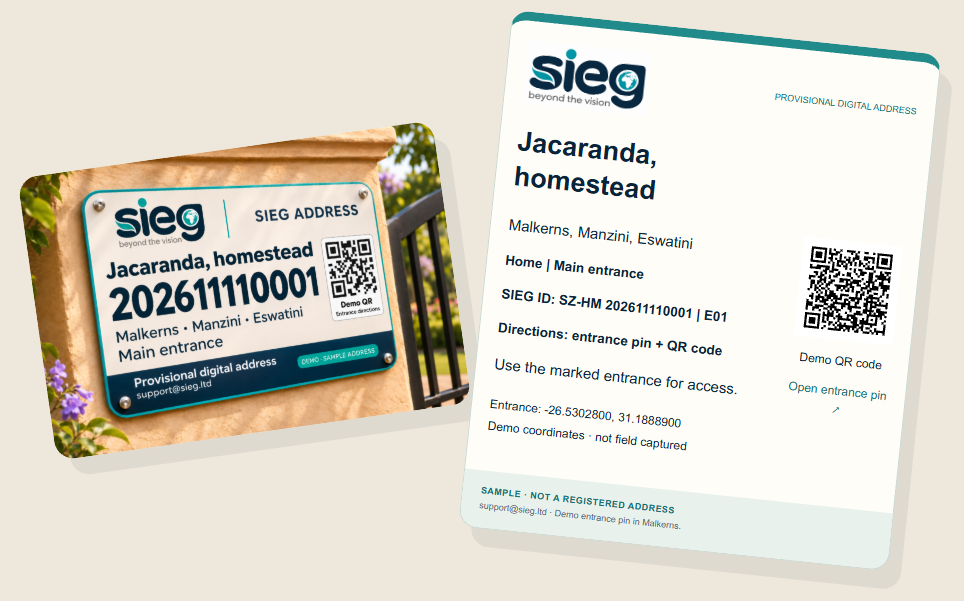 sieg
beyond the vision
SIEG ADDRESS
Jacaranda, homestead
202611110001
Malkerns • Manzini • Eswatini
Main entrance
Demo QR
Entrance directions
Provisional digital address
support@sieg.ltd
DEMO · SAMPLE ADDRESS
sieg
beyond the vision
PROVISIONAL DIGITAL ADDRESS
Jacaranda,
homestead
Malkerns, Manzini, Eswatini
Home | Main entrance
SIEG ID: SZ-HM 202611110001 | E01
Directions: entrance pin + QR code
Use the marked entrance for access.
Entrance: -26.5302800, 31.1888900
Demo coordinates · not field captured
Demo QR code
Open entrance pin
↗
SAMPLE · NOT A REGISTERED ADDRESS
support@sieg.ltd · Demo entrance pin in Malkerns.